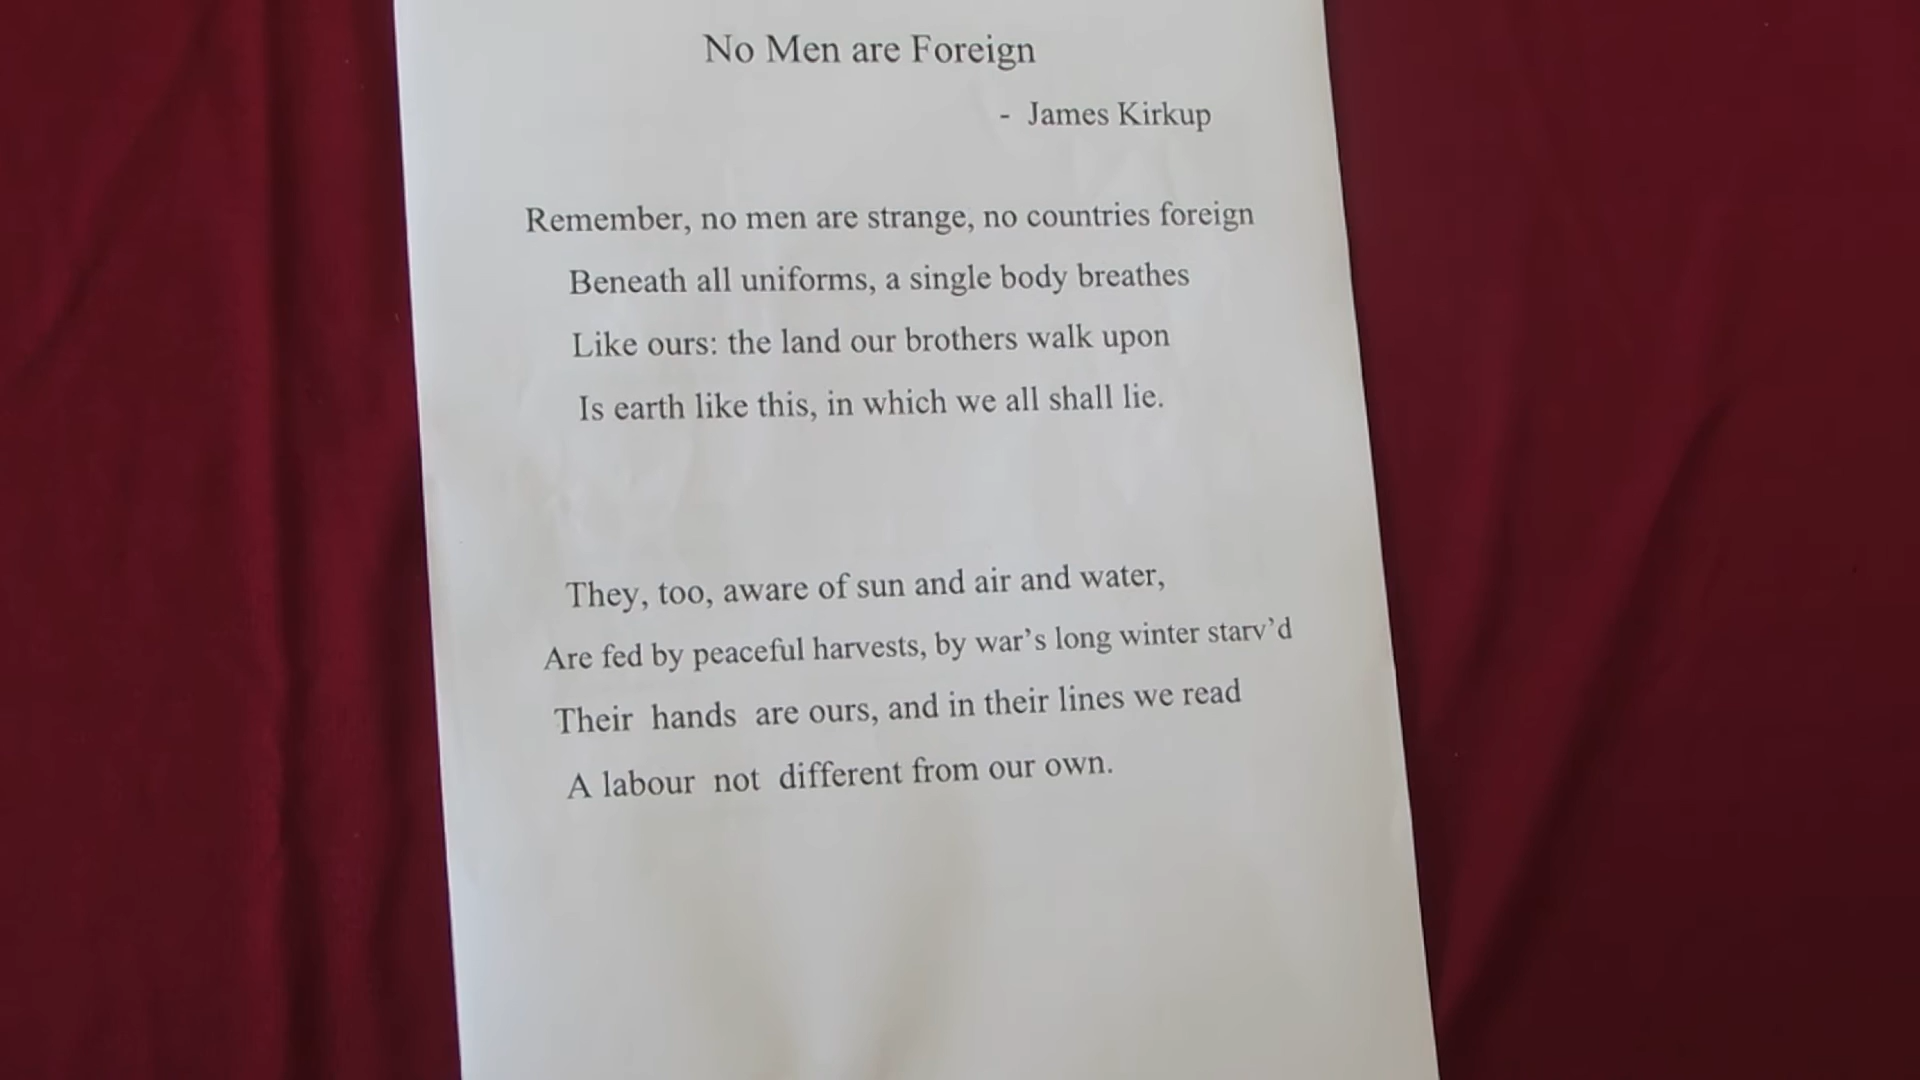 No Men are Foreign
- James Kirkup
Remember, no men are strange, no countries foreign
Beneath all uniforms, a single body breathes
Like ours: the land our brothers walk upon
Is earth like this, in which we all shall lie.
They, too, aware of sun and air and water,
Are fed by peaceful harvests, by war’s long winter starv’d
Their hands are ours, and in their lines we read
A labour not different from our own.